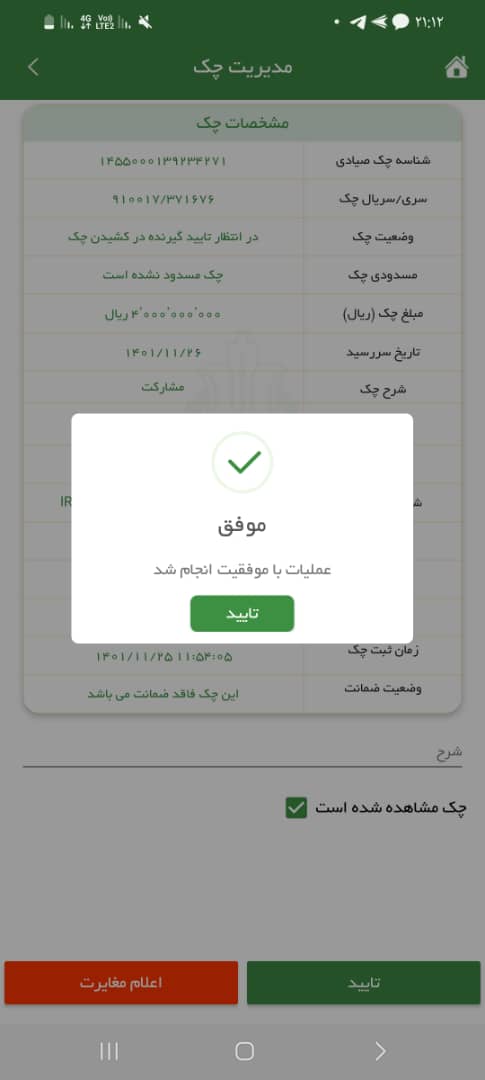 ۲۱:۱۲
4G Vo)) LTE2
مدیریت چک
مشخصات چک
شناسه چک صیادی ۱۴۵۵۰۰۰۱۳۹۲۳۴۲۷۱
سری/سریال چک ۹۱۰۰۱۷/۳۷۱۶۷۶
وضعیت چک در انتظار تایید گیرنده در کشیدن چک
مسدودی چک چک مسدود نشده است
مبلغ چک (ریال) ۴٬۰۰۰٬۰۰۰٬۰۰۰ ریال
تاریخ سررسید ۱۴۰۱/۱۱/۲۶
شرح چک مشارکت
IR
موفق
عملیات با موفقیت انجام شد
تایید
زمان ثبت چک ۱۴۰۱/۱۱/۲۵ ۱۱:۵۴:۰۵
وضعیت ضمانت این چک فاقد ضمانت می باشد
شرح
چک مشاهده شده است
تایید
اعلام مغایرت